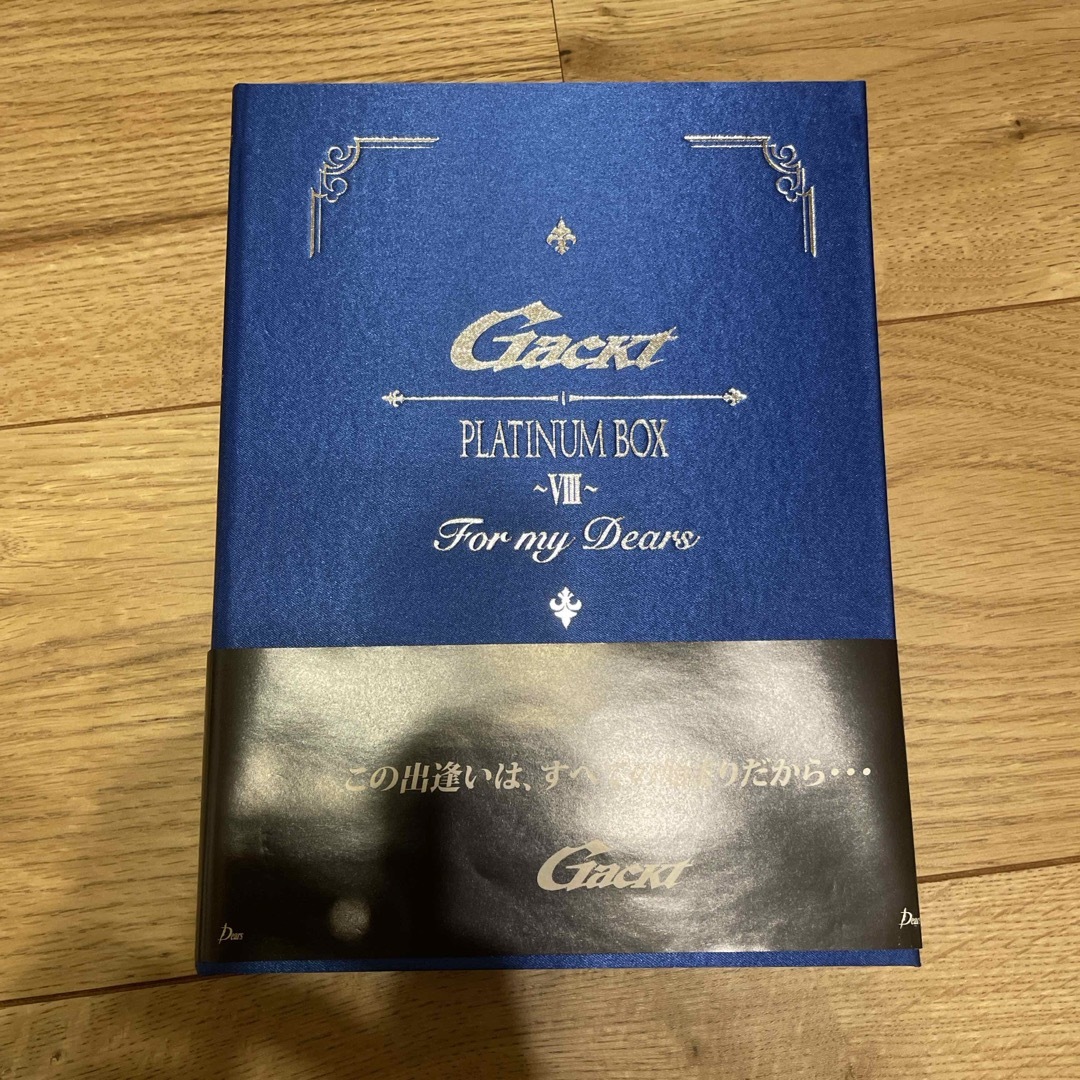 Gackt
PLATINUM BOX
~VIII~
For my Dears
この出逢いは、すべての始まりだから・・・
Gackt
Dears
Dears